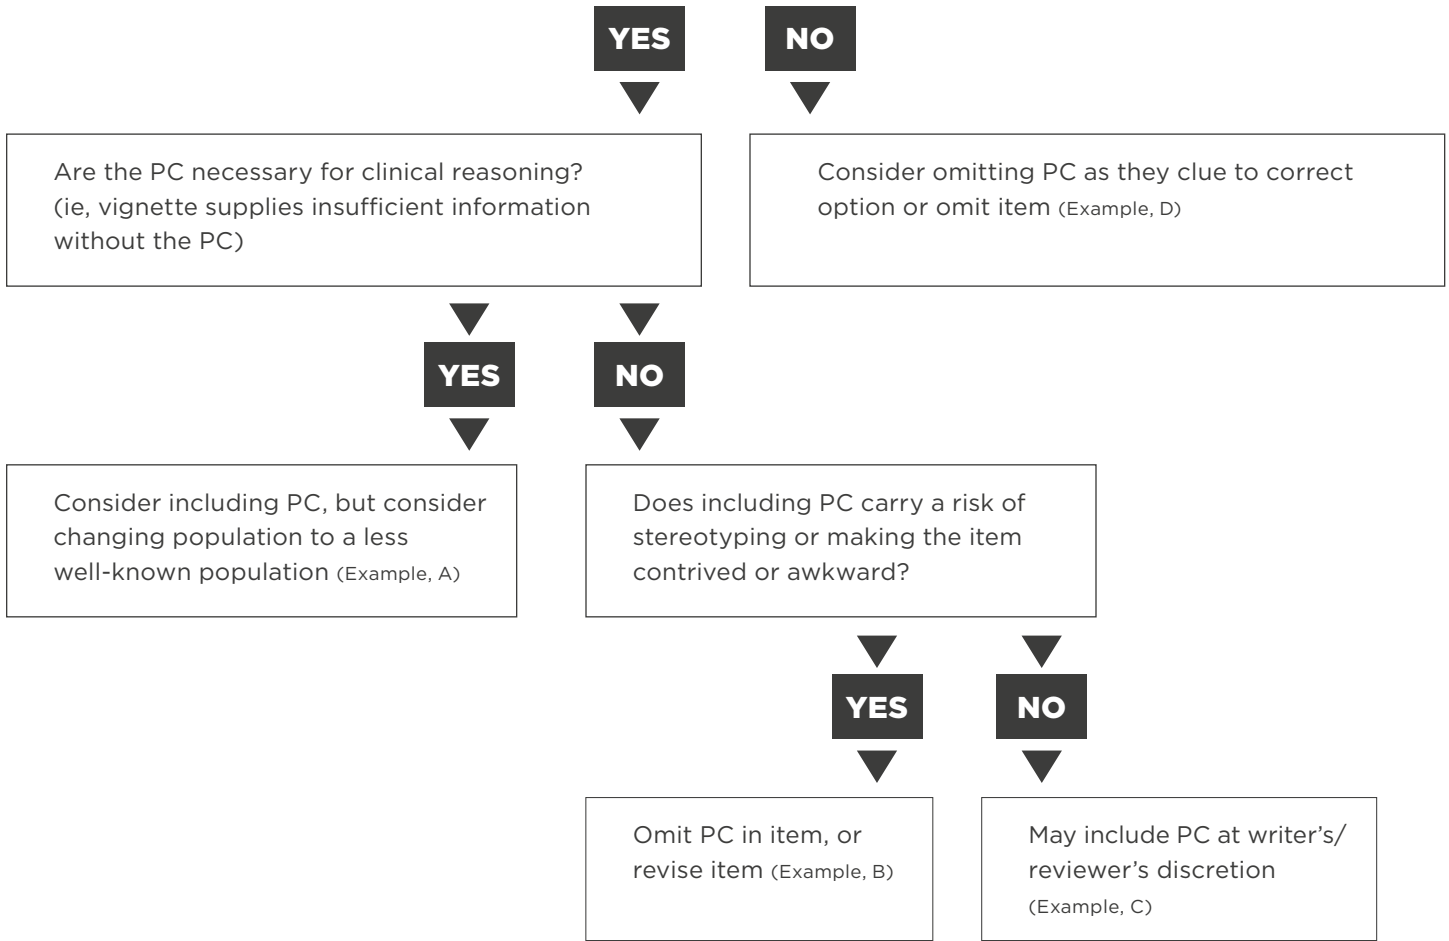 YES
NO
Are the PC necessary for clinical reasoning?
(ie, vignette supplies insufficient information
without the PC)
Consider omitting PC as they clue to correct
option or omit item (Example, D)
YES
NO
Consider including PC, but consider
changing population to a less
well-known population (Example, A)
Does including PC carry a risk of
stereotyping or making the item
contrived or awkward?
YES
NO
Omit PC in item, or
revise item (Example, B)
May include PC at writer’s/
reviewer’s discretion
(Example, C)